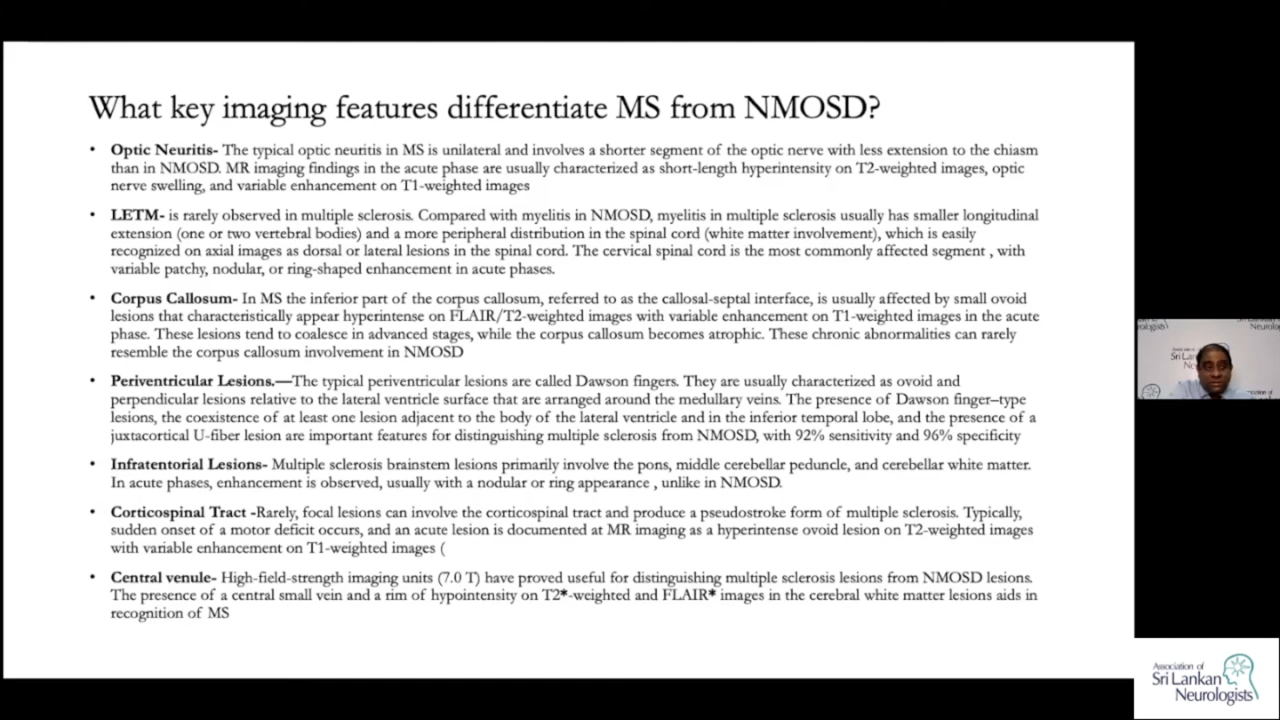 What key imaging features differentiate MS from NMOSD?
• Optic Neuritis- The typical optic neuritis in MS is unilateral and involves a shorter segment of the optic nerve with less extension to the chiasm
than in NMOSD. MR imaging findings in the acute phase are usually characterized as short-length hyperintensity on T2-weighted images, optic
nerve swelling, and variable enhancement on T1-weighted images
• LETM- is rarely observed in multiple sclerosis. Compared with myelitis in NMOSD, myelitis in multiple sclerosis usually has smaller longitudinal
extension (one or two vertebral bodies) and a more peripheral distribution in the spinal cord (white matter involvement), which is easily
recognized on axial images as dorsal or lateral lesions in the spinal cord. The cervical spinal cord is the most commonly affected segment , with
variable patchy, nodular, or ring-shaped enhancement in acute phases.
• Corpus Callosum- In MS the inferior part of the corpus callosum, referred to as the callosal-septal interface, is usually affected by small ovoid
lesions that characteristically appear hyperintense on FLAIR/T2-weighted images with variable enhancement on T1-weighted images in the acute
phase. These lesions tend to coalesce in advanced stages, while the corpus callosum becomes atrophic. These chronic abnormalities can rarely
resemble the corpus callosum involvement in NMOSD
• Periventricular Lesions.—The typical periventricular lesions are called Dawson fingers. They are usually characterized as ovoid and
perpendicular lesions relative to the lateral ventricle surface that are arranged around the medullary veins. The presence of Dawson finger–type
lesions, the coexistence of at least one lesion adjacent to the body of the lateral ventricle and in the inferior temporal lobe, and the presence of a
juxtacortical U-fiber lesion are important features for distinguishing multiple sclerosis from NMOSD, with 92% sensitivity and 96% specificity
• Infratentorial Lesions- Multiple sclerosis brainstem lesions primarily involve the pons, middle cerebellar peduncle, and cerebellar white matter.
In acute phases, enhancement is observed, usually with a nodular or ring appearance , unlike in NMOSD.
• Corticospinal Tract -Rarely, focal lesions can involve the corticospinal tract and produce a pseudostroke form of multiple sclerosis. Typically,
sudden onset of a motor deficit occurs, and an acute lesion is documented at MR imaging as a hyperintense ovoid lesion on T2-weighted images
with variable enhancement on T1-weighted images (
• Central venule- High-field-strength imaging units (7.0 T) have proved useful for distinguishing multiple sclerosis lesions from NMOSD lesions.
The presence of a central small vein and a rim of hypointensity on T2*-weighted and FLAIR* images in the cerebral white matter lesions aids in
recognition of MS
Association of
Sri Lankan
Neurologists